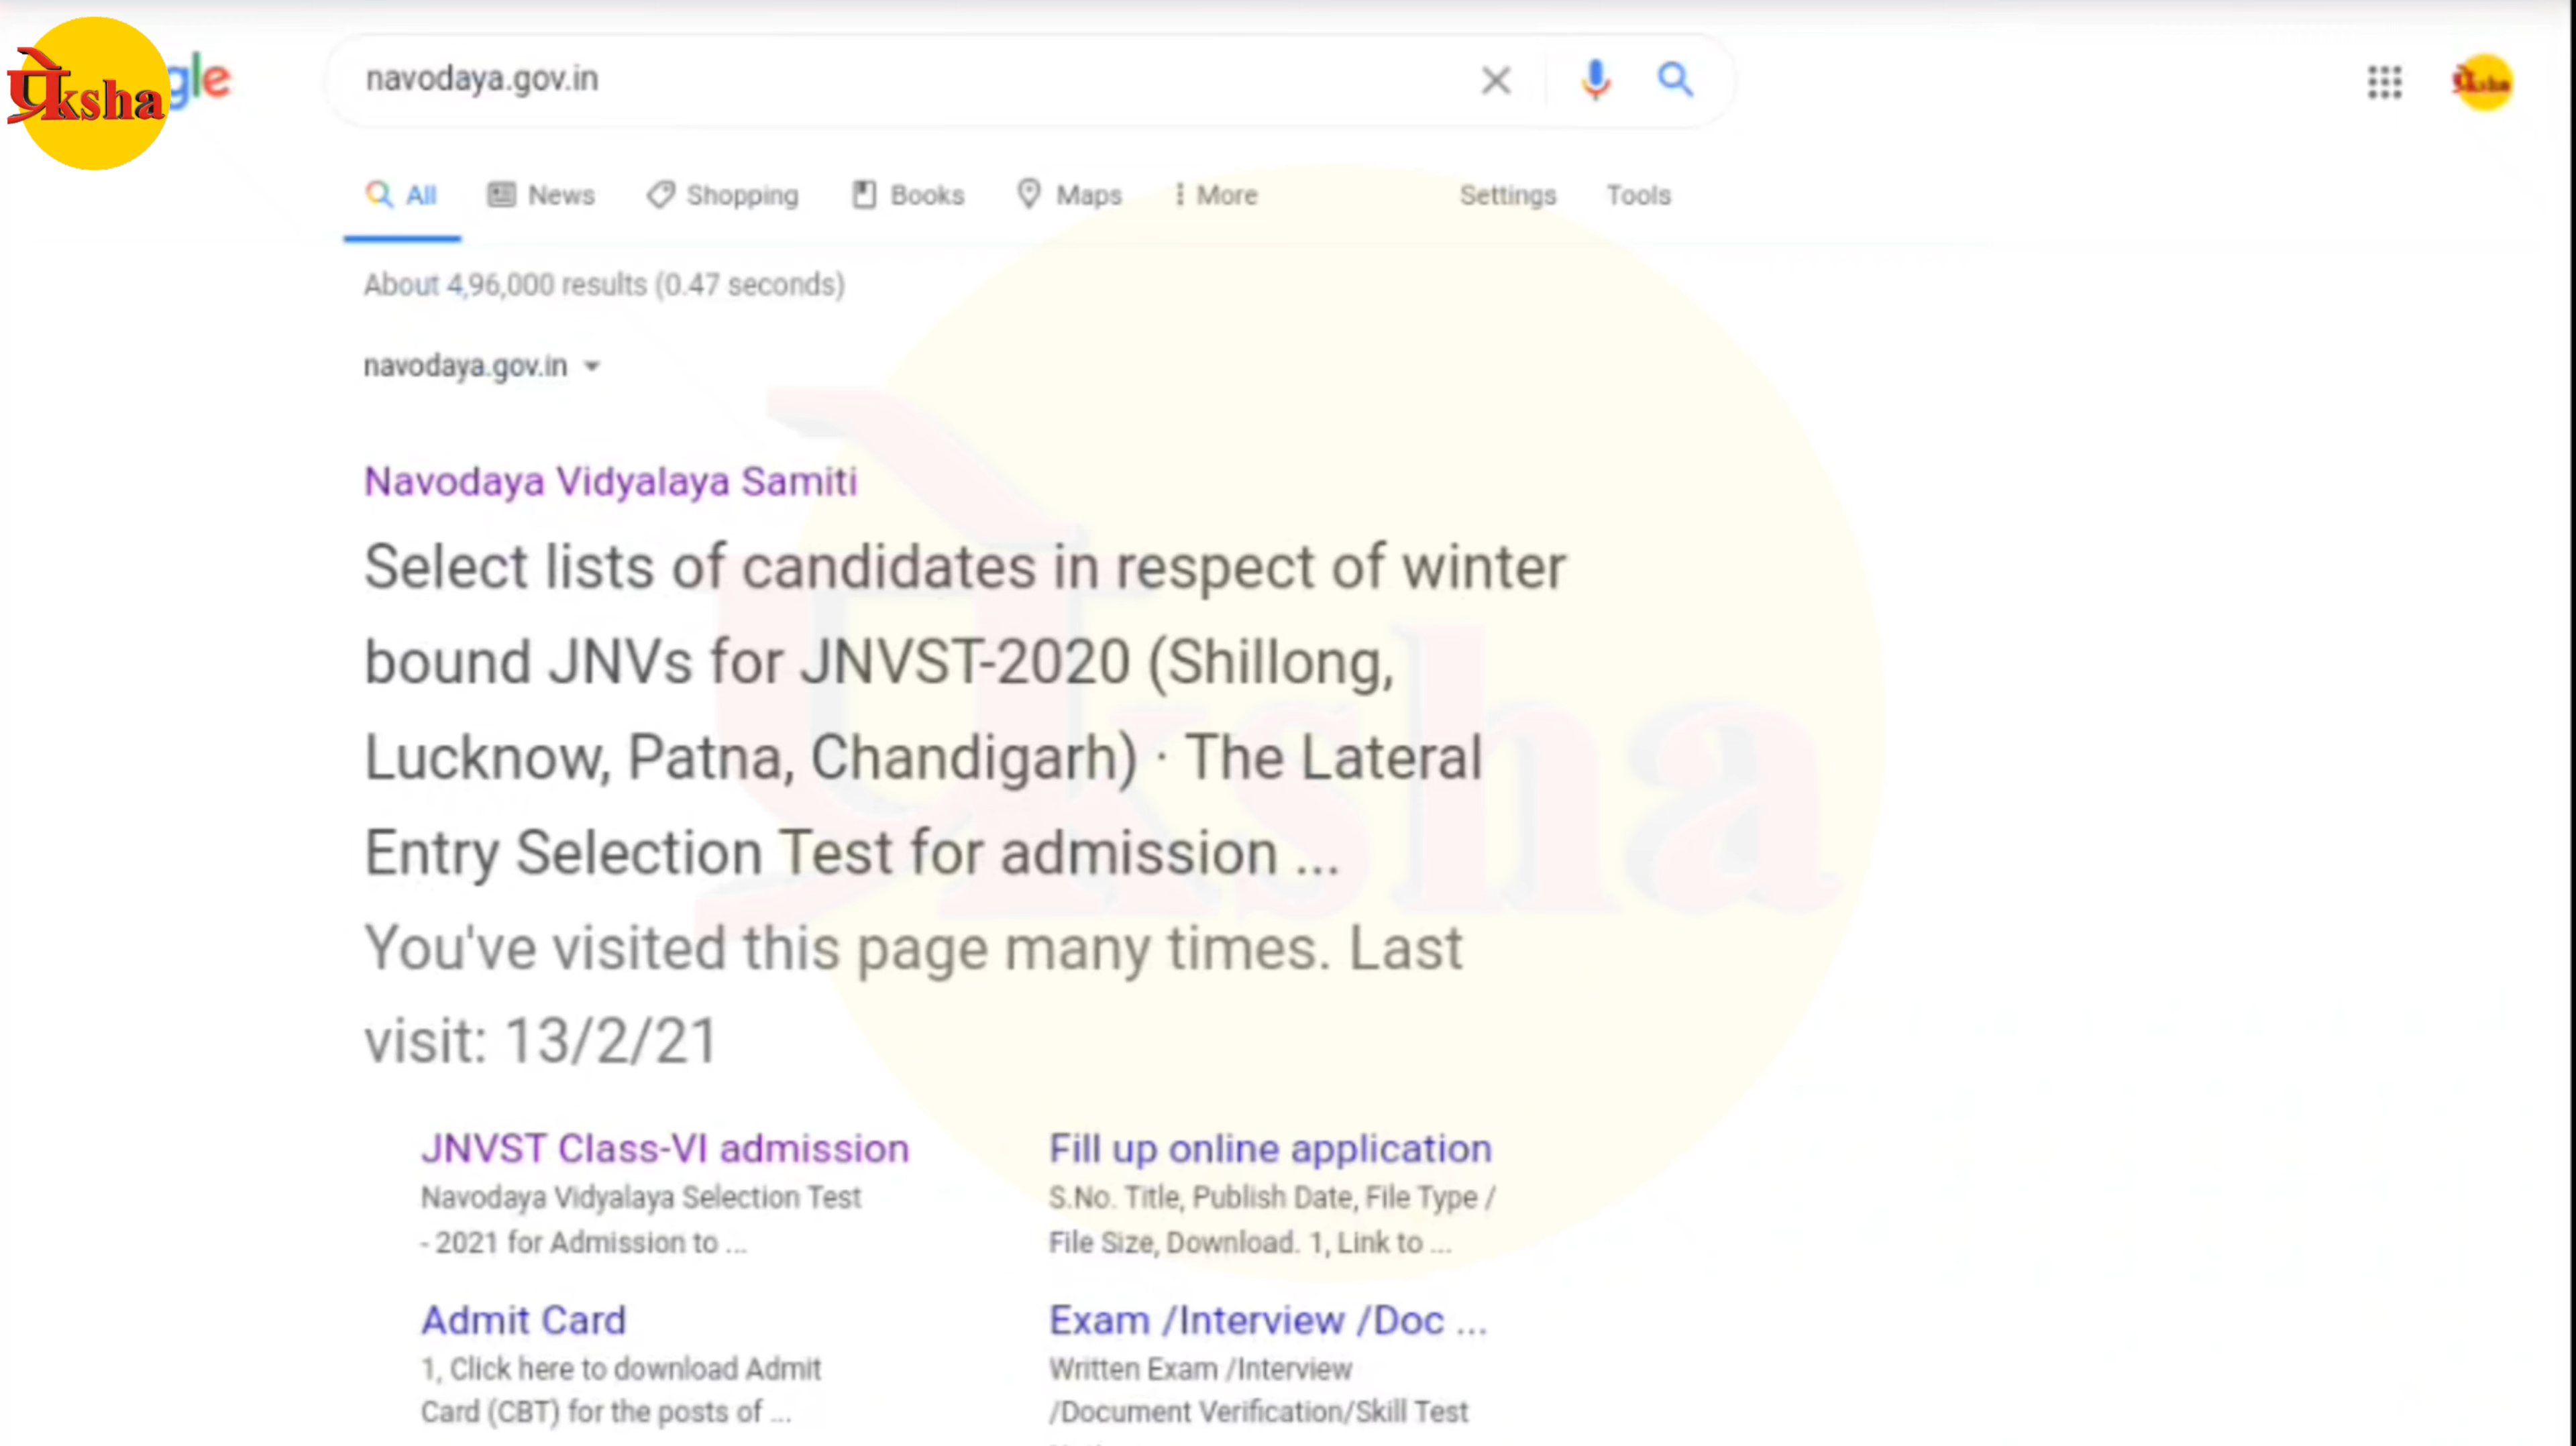 प्रेksha
gle
navodaya.gov.in
प्रेksha
All News Shopping Books Maps More Settings Tools
About 4,96,000 results (0.47 seconds)
navodaya.gov.in
Navodaya Vidyalaya Samiti
Select lists of candidates in respect of winter
bound JNVs for JNVST-2020 (Shillong,
Lucknow, Patna, Chandigarh) · The Lateral
Entry Selection Test for admission ...
You've visited this page many times. Last
visit: 13/2/21
प्रेksha
JNVST Class-VI admission
Navodaya Vidyalaya Selection Test
- 2021 for Admission to ...
Fill up online application
S.No. Title, Publish Date, File Type /
File Size, Download. 1, Link to ...
Admit Card
1, Click here to download Admit
Card (CBT) for the posts of ...
Exam /Interview /Doc ...
Written Exam /Interview
/Document Verification/Skill Test